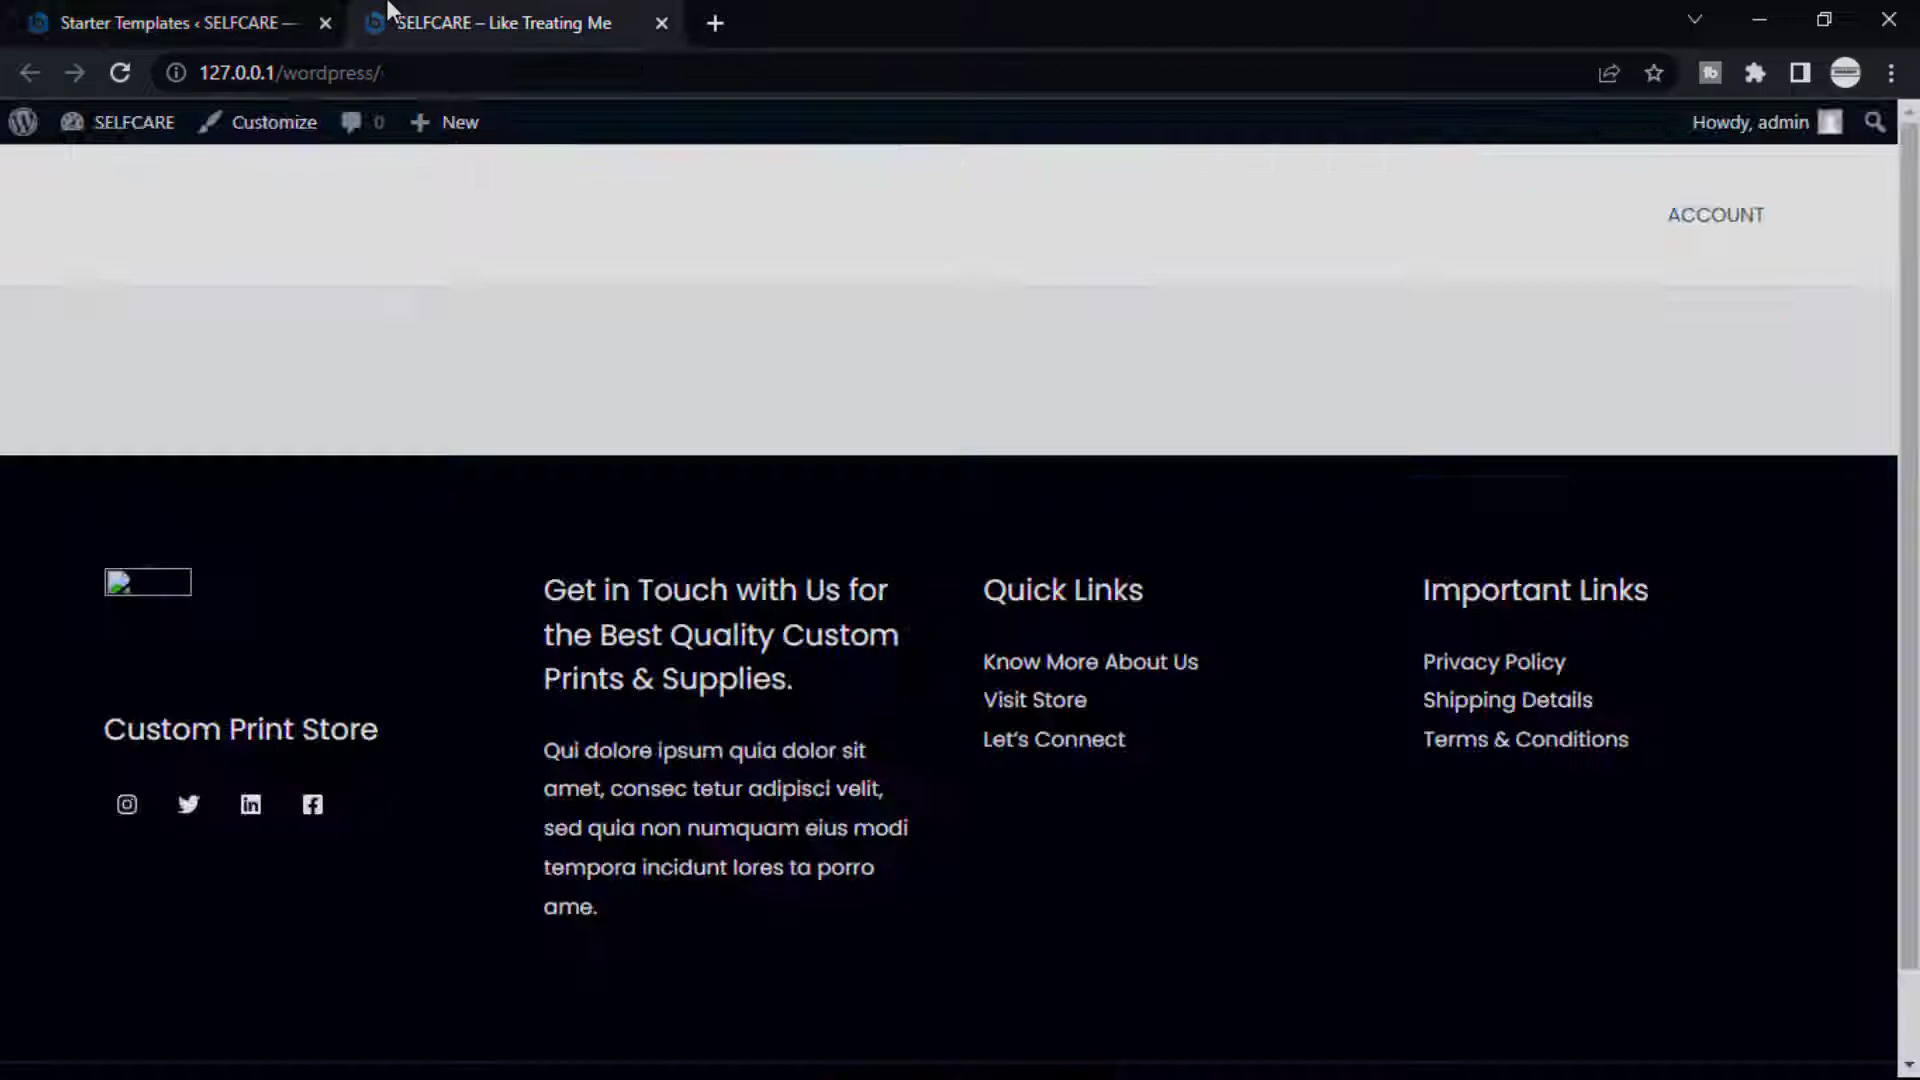 Starter Templates ‹ SELFCARE —
SELFCARE – Like Treating Me
127.0.0.1/wordpress/
SELFCARE
Customize
0
New
Howdy, admin
ACCOUNT
Custom Print Store
Get in Touch with Us for
the Best Quality Custom
Prints & Supplies.
Qui dolore ipsum quia dolor sit
amet, consec tetur adipisci velit,
sed quia non numquam eius modi
tempora incidunt lores ta porro
ame.
Quick Links
Know More About Us
Visit Store
Let’s Connect
Important Links
Privacy Policy
Shipping Details
Terms & Conditions